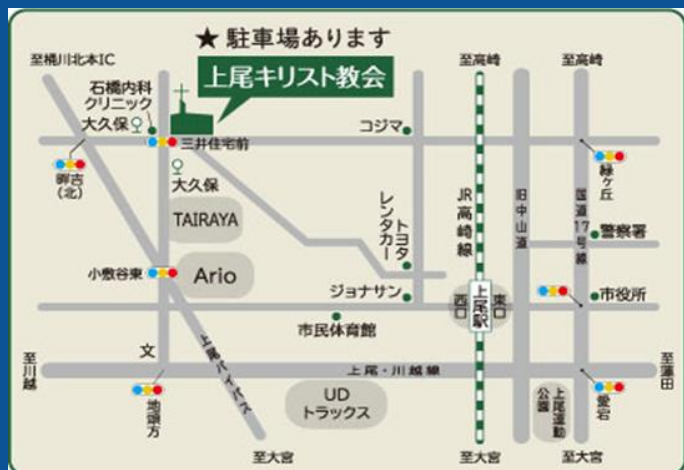 ★ 駐車場あります
至桶川北本IC
至高崎
至高崎
上尾キリスト教会
石橋内科
クリニック
大久保
三井住宅前
コジマ
畔吉
(北)
大久保
緑ヶ丘
TAIRAYA
トヨタ
レンタカー
JR高崎線
旧中山道
国道17号線
警察署
小敷谷東
Ario
ジョナサン
西口
上尾駅
東口
市役所
市民体育館
上尾バイパス
至川越
文
上尾・川越線
至蓮田
地頭方
UD
トラックス
上尾運動
公園
愛宕
至大宮
至大宮
至大宮